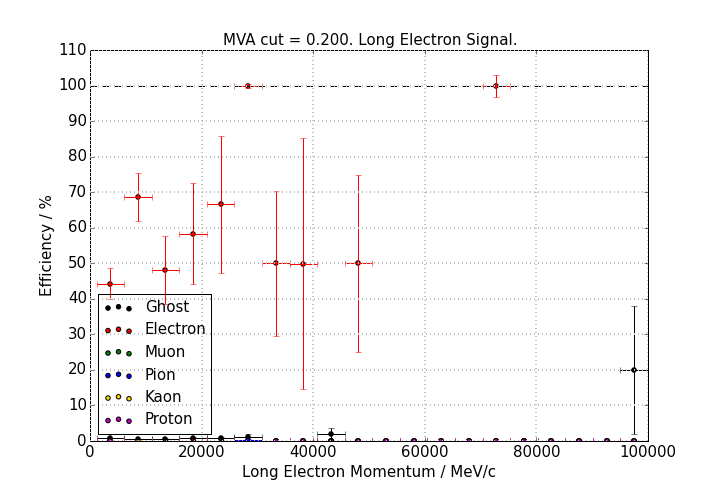 MVA cut = 0.200. Long Electron Signal.
110
100
90
80
70
60
50
40
30
20
10
0
Efficiency / %
Ghost
Electron
Muon
Pion
Kaon
Proton
0 20000 40000 60000 80000 100000
Long Electron Momentum / MeV/c